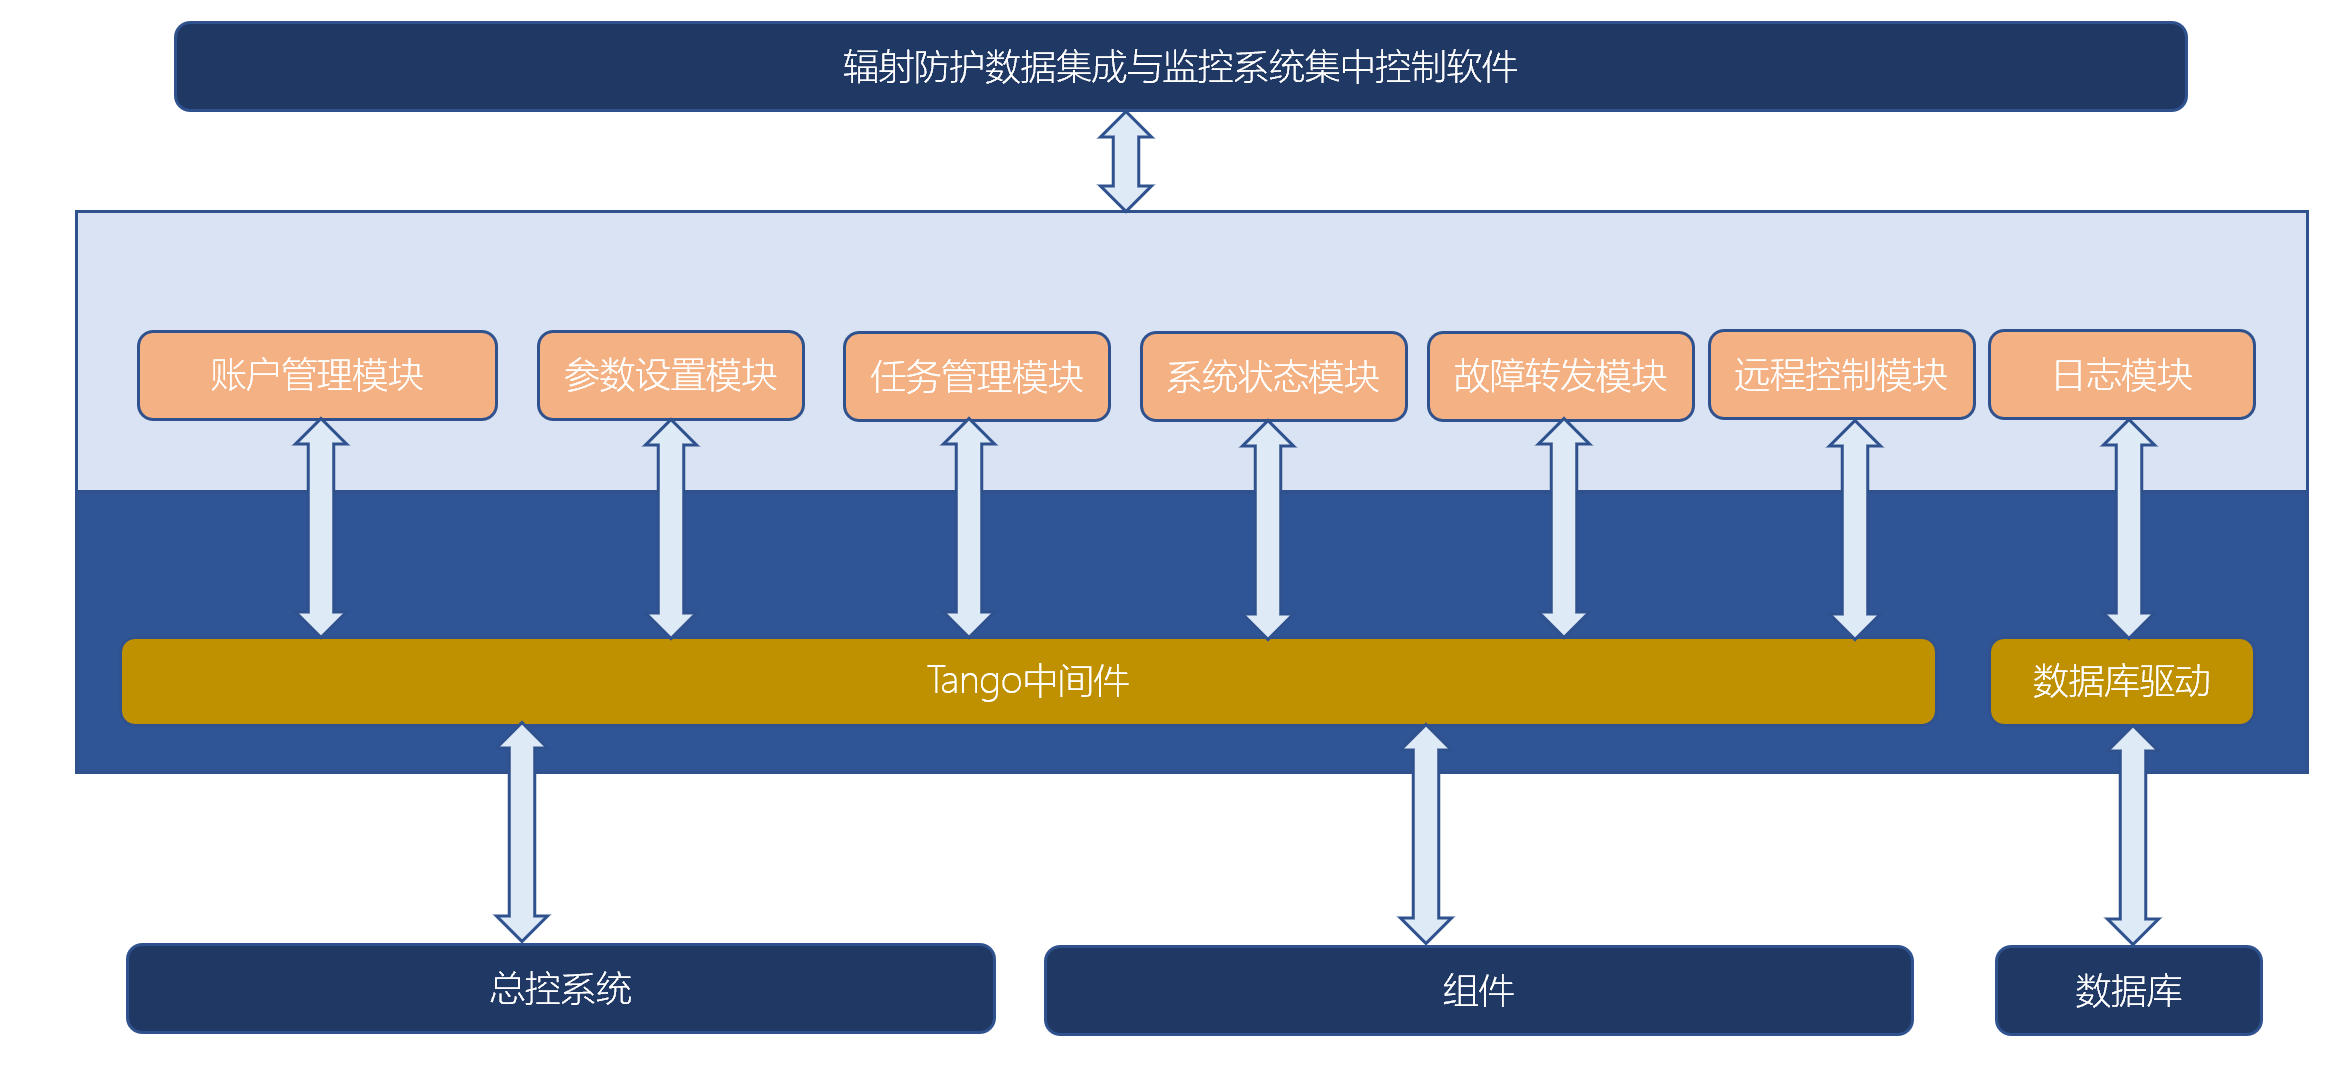 辐射防护数据集成与监控系统集中控制软件
账户管理模块
参数设置模块
任务管理模块
系统状态模块
故障转发模块
远程控制模块
日志模块
Tango中间件
数据库驱动
总控系统
组件
数据库